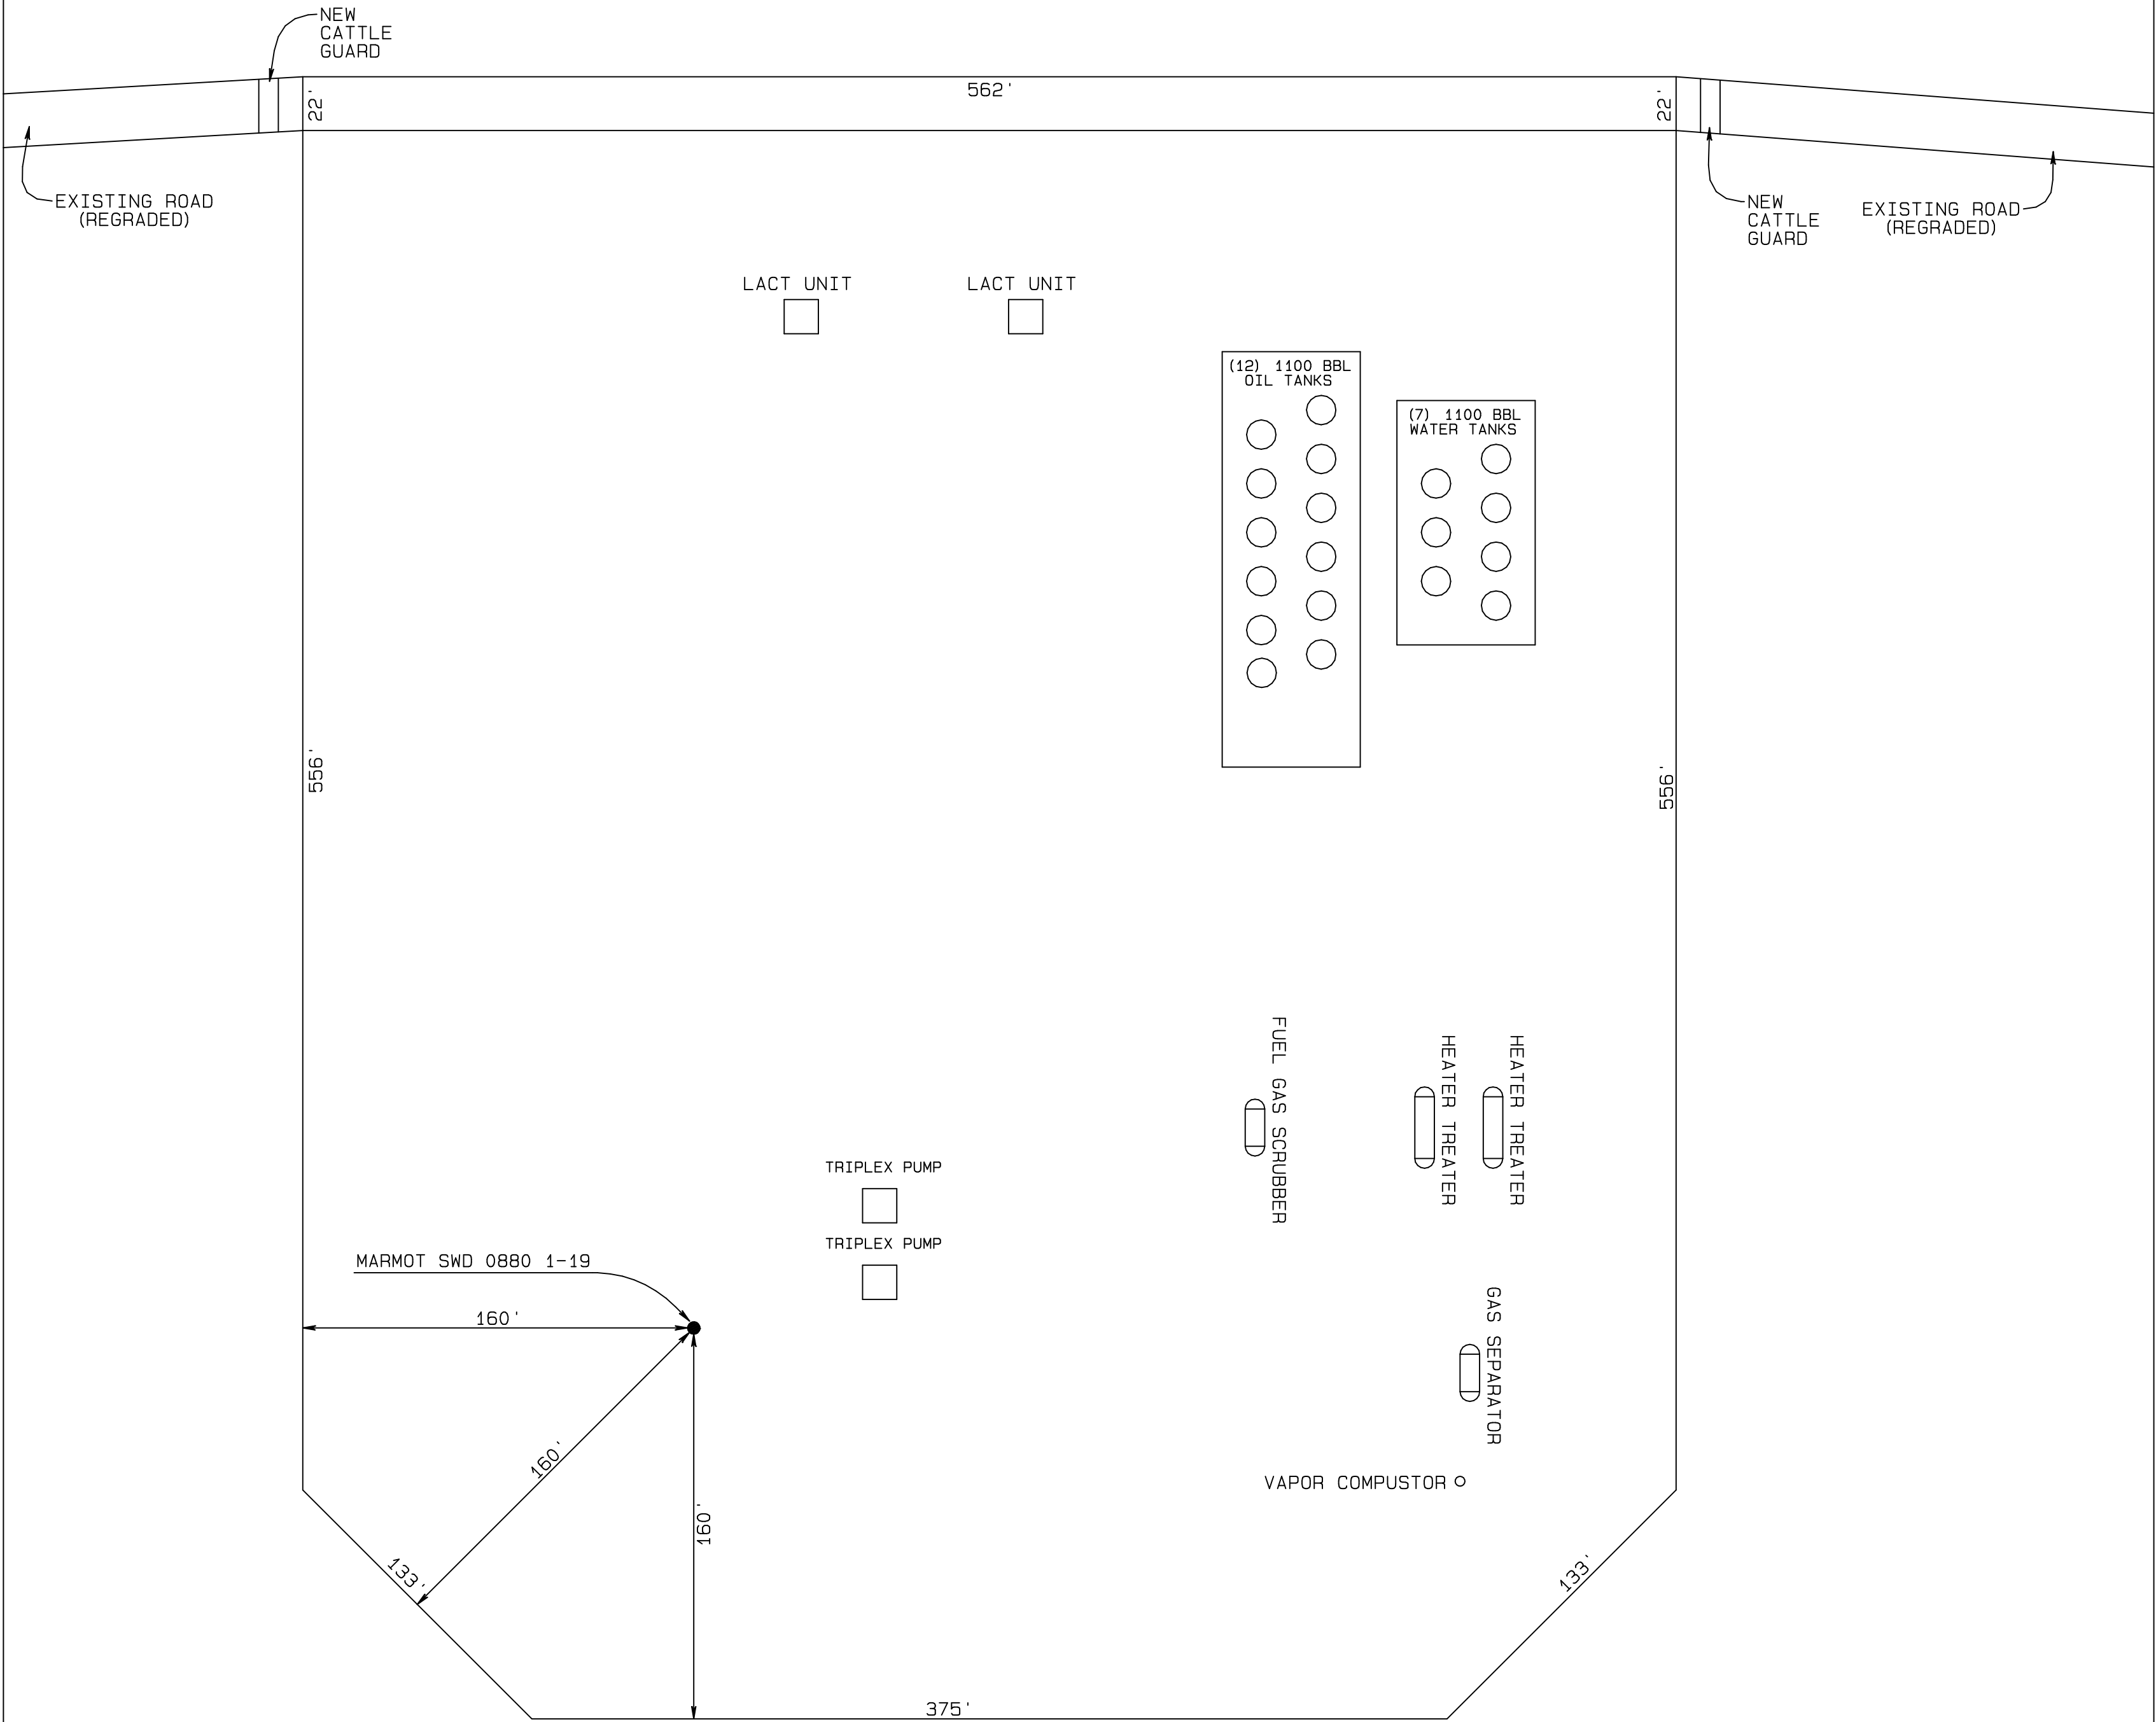 NEW
CATTLE
GUARD
562'
22'
22'
EXISTING ROAD
(REGRADED)
NEW
CATTLE
GUARD
EXISTING ROAD
(REGRADED)
LACT UNIT
LACT UNIT
(12) 1100 BBL
OIL TANKS
(7) 1100 BBL
WATER TANKS
556'
556'
FUEL GAS SCRUBBER
HEATER TREATER
HEATER TREATER
TRIPLEX PUMP
TRIPLEX PUMP
MARMOT SWD 0880 1-19
160'
GAS SEPARATOR
160'
VAPOR COMPUSTOR
160'
133'
133'
375'